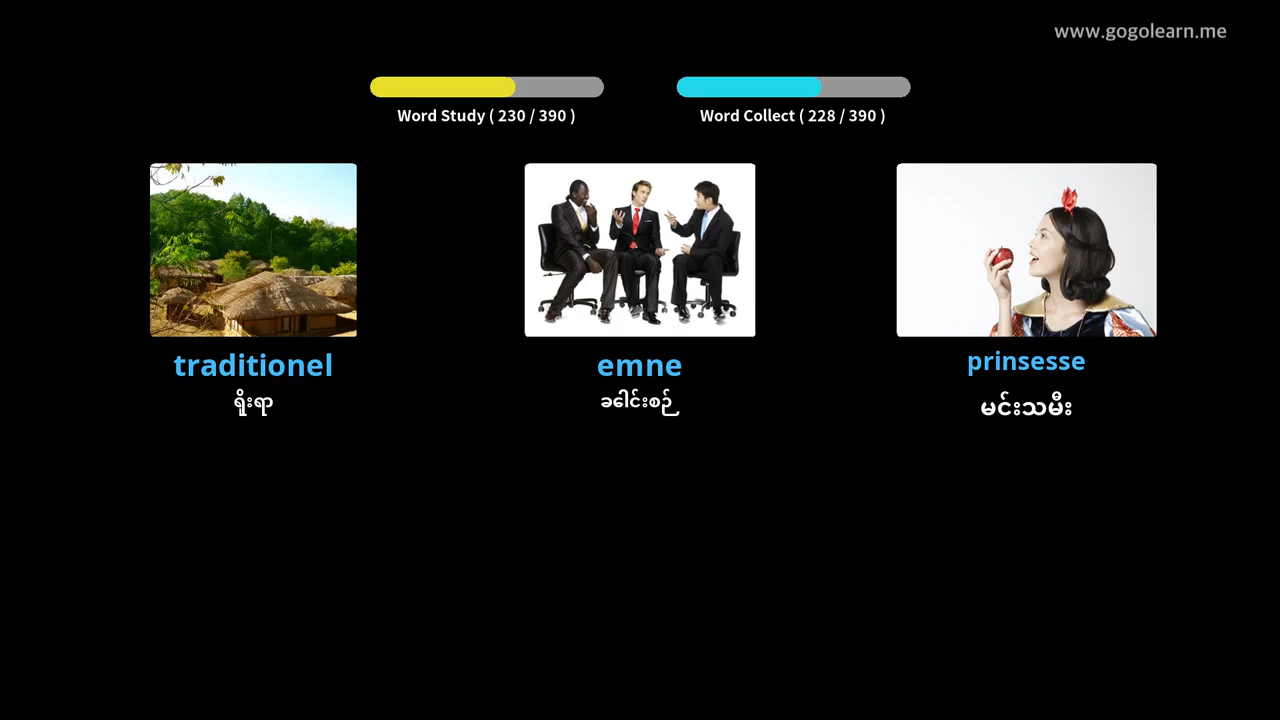 www.gogolearn.me
Word Study ( 230 / 390 )
Word Collect ( 228 / 390 )
traditionel
ရိုးရာ
emne
ခေါင်းစဉ်
prinsesse
မင်းသမီး